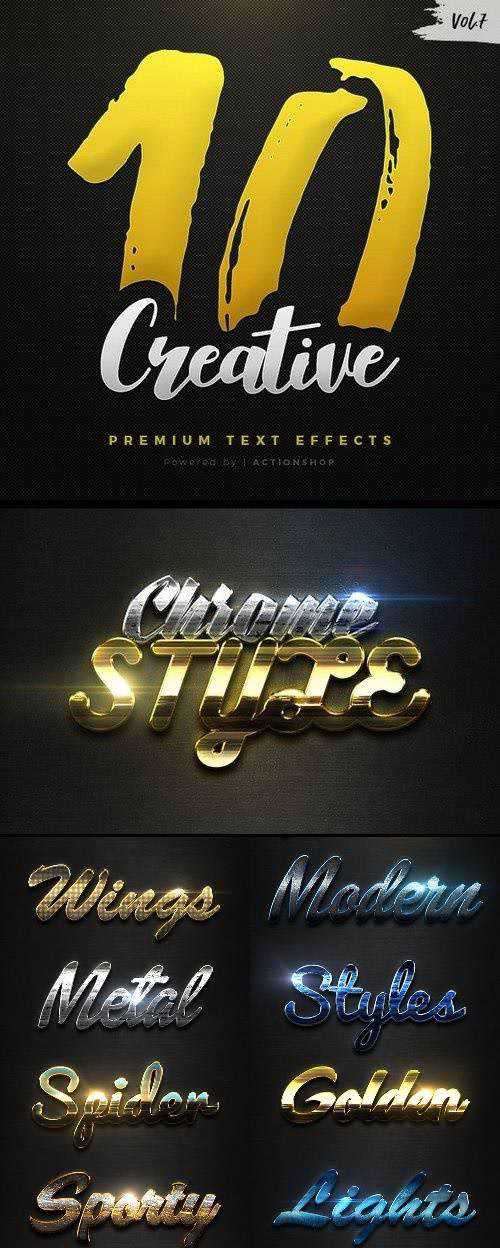 Vol.7
10
Creative
PREMIUM TEXT EFFECTS
Powered by | ACTIONSHOP
Chrome
STYLE
Wings
Modern
Metal
Styles
Spider
Golden
Sporty
Lights